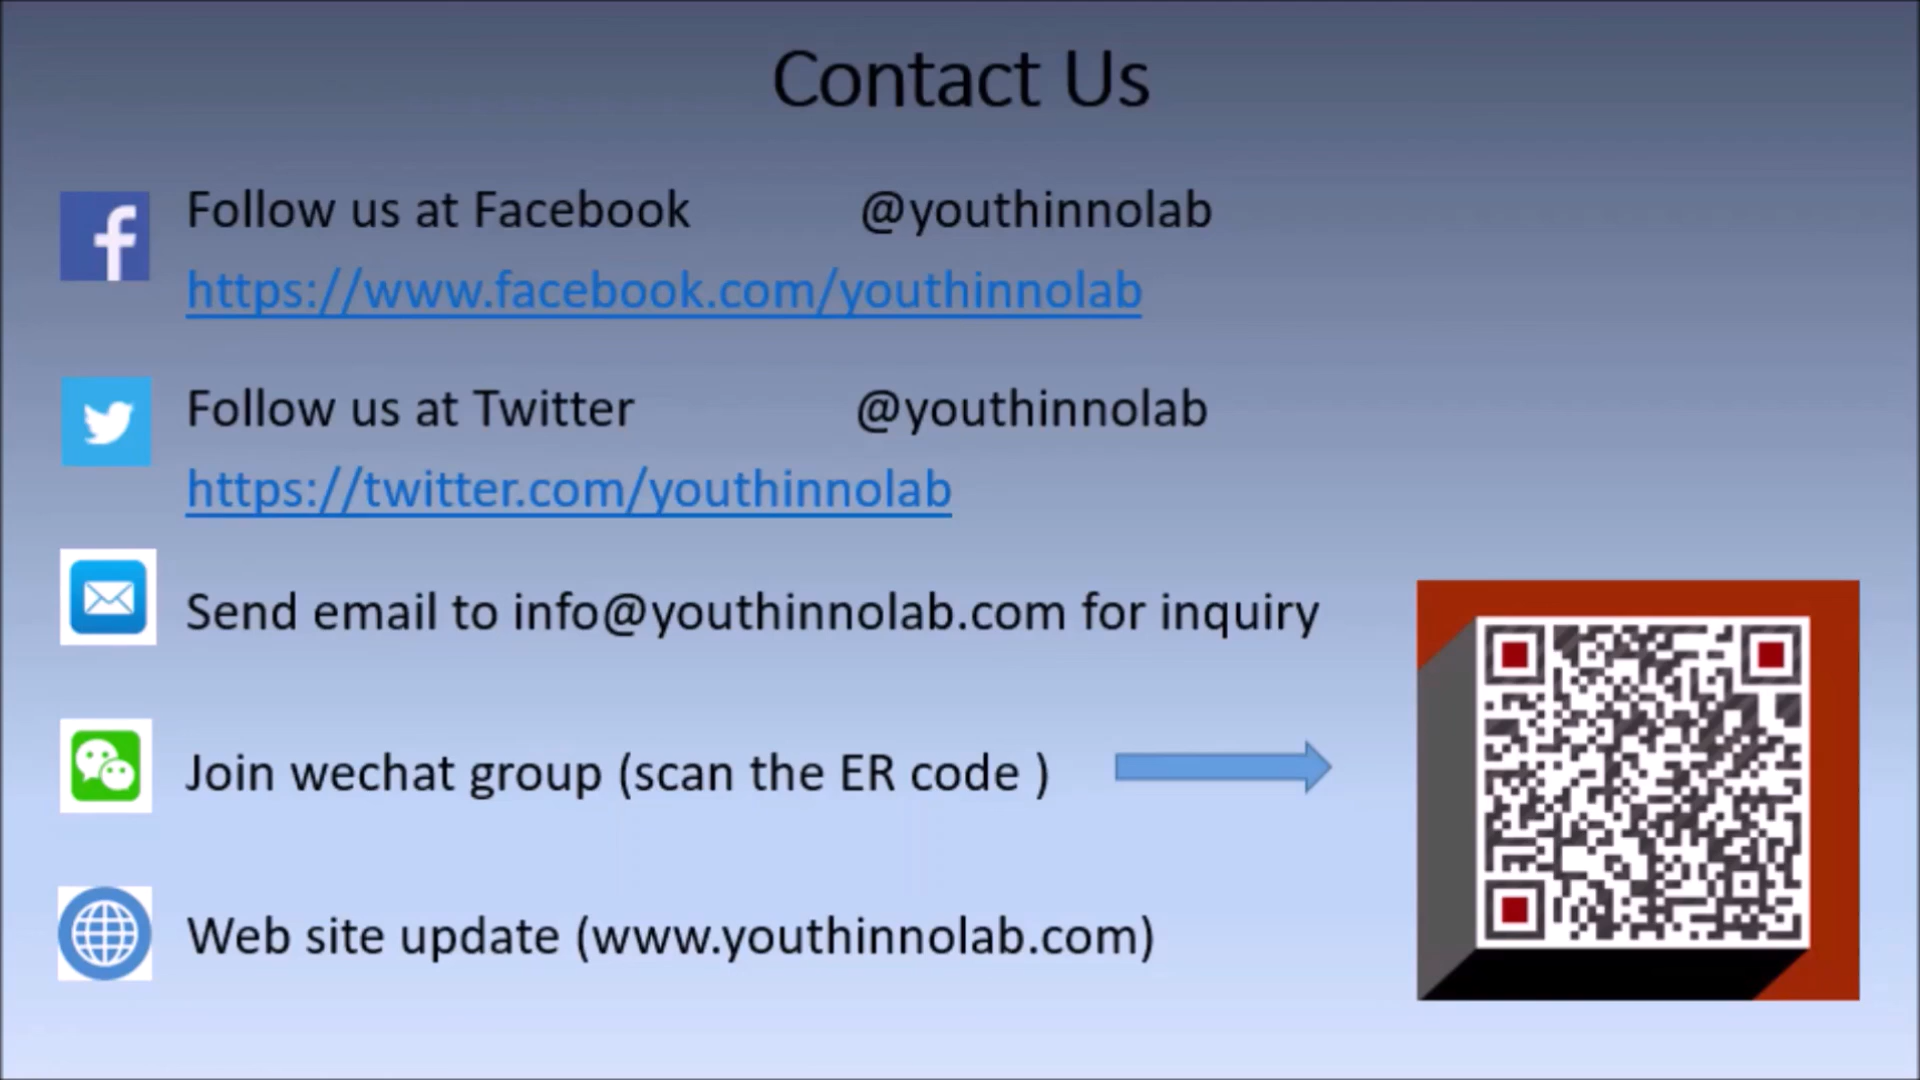 Contact Us
Follow us at Facebook @youthinnolab
https://www.facebook.com/youthinnolab
Follow us at Twitter @youthinnolab
https://twitter.com/youthinnolab
Send email to info@youthinnolab.com for inquiry
Join wechat group (scan the ER code )
Web site update (www.youthinnolab.com)